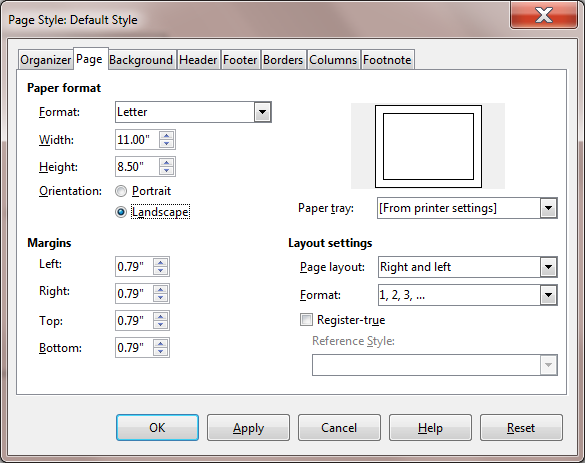 Page Style: Default Style
Organizer Page Background Header Footer Borders Columns Footnote
Paper format
Format: Letter
Width: 11.00"
Height: 8.50"
Orientation: Portrait
Landscape
Paper tray: [From printer settings]
Margins
Left: 0.79"
Right: 0.79"
Top: 0.79"
Bottom: 0.79"
Layout settings
Page layout: Right and left
Format: 1, 2, 3, ...
Register-true
Reference Style:
OK Apply Cancel Help Reset